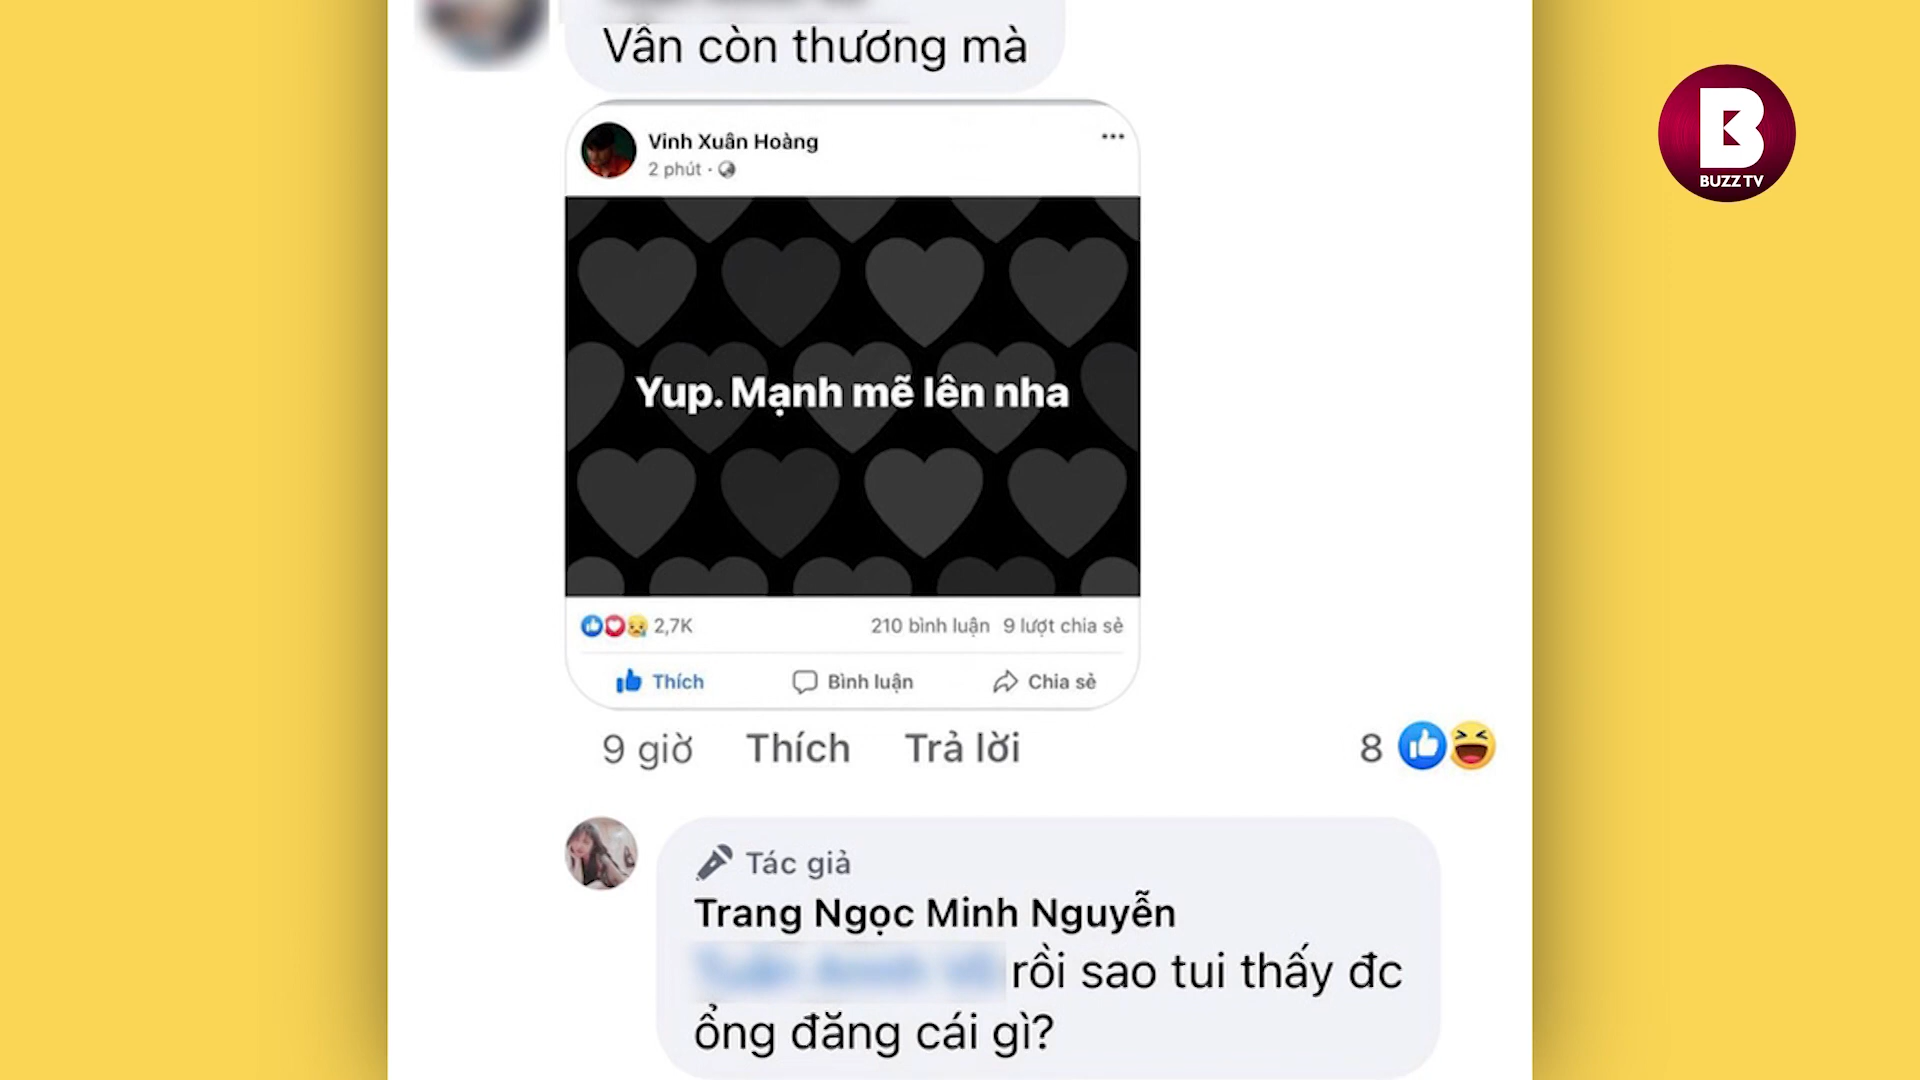 Vẫn còn thương mà
BUZZ TV
Vinh Xuân Hoàng
2 phút ·
Yup. Mạnh mẽ lên nha
2,7K
210 bình luận 9 lượt chia sẻ
Thích Bình luận Chia sẻ
9 giờ Thích Trả lời
8
Tác giả
Trang Ngọc Minh Nguyễn
rồi sao tui thấy đc
ổng đăng cái gì?